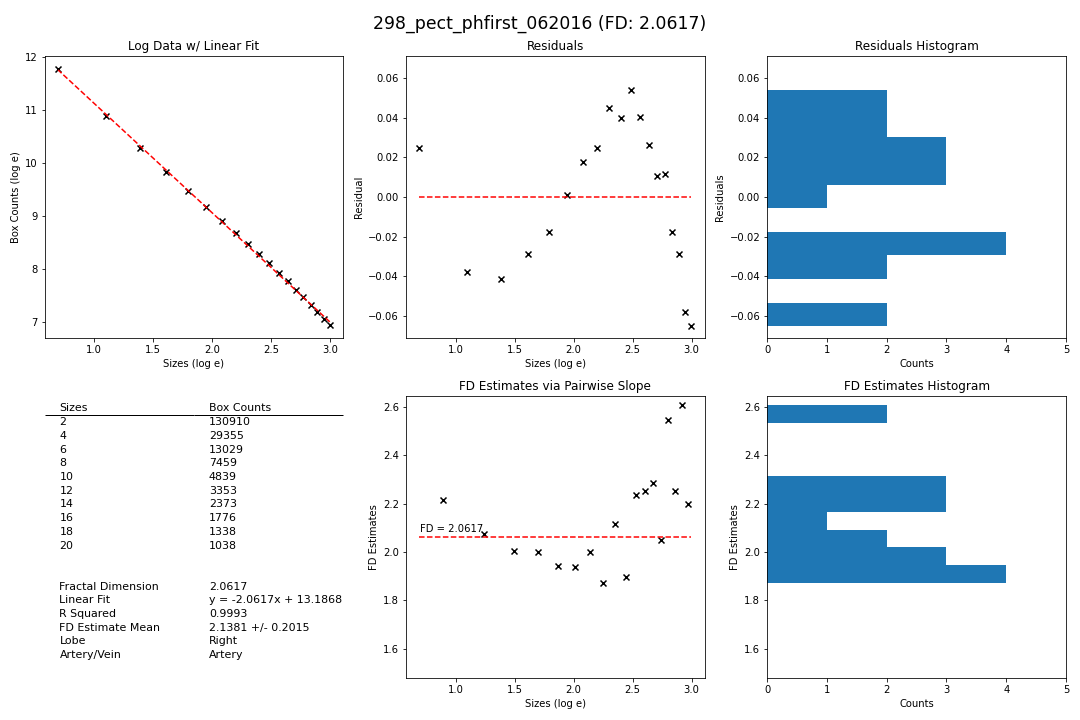 298_pect_phfirst_062016 (FD: 2.0617)
Log Data w/ Linear Fit
Box Counts (log e)
12
11
10
9
8
7
1.0 1.5 2.0 2.5 3.0
Sizes (log e)
Residuals
Residual
0.06
0.04
0.02
0.00
−0.02
−0.04
−0.06
1.0 1.5 2.0 2.5 3.0
Sizes (log e)
Residuals Histogram
Residuals
0.06
0.04
0.02
0.00
−0.02
−0.04
−0.06
0 1 2 3 4 5
Counts
Sizes Box Counts
2 130910
4 29355
6 13029
8 7459
10 4839
12 3353
14 2373
16 1776
18 1338
20 1038
Fractal Dimension 2.0617
Linear Fit y = -2.0617x + 13.1868
R Squared 0.9993
FD Estimate Mean 2.1381 +/- 0.2015
Lobe Right
Artery/Vein Artery
FD Estimates via Pairwise Slope
FD Estimates
2.6
2.4
2.2
2.0
1.8
1.6
FD = 2.0617
1.0 1.5 2.0 2.5 3.0
Sizes (log e)
FD Estimates Histogram
FD Estimates
2.6
2.4
2.2
2.0
1.8
1.6
0 1 2 3 4 5
Counts